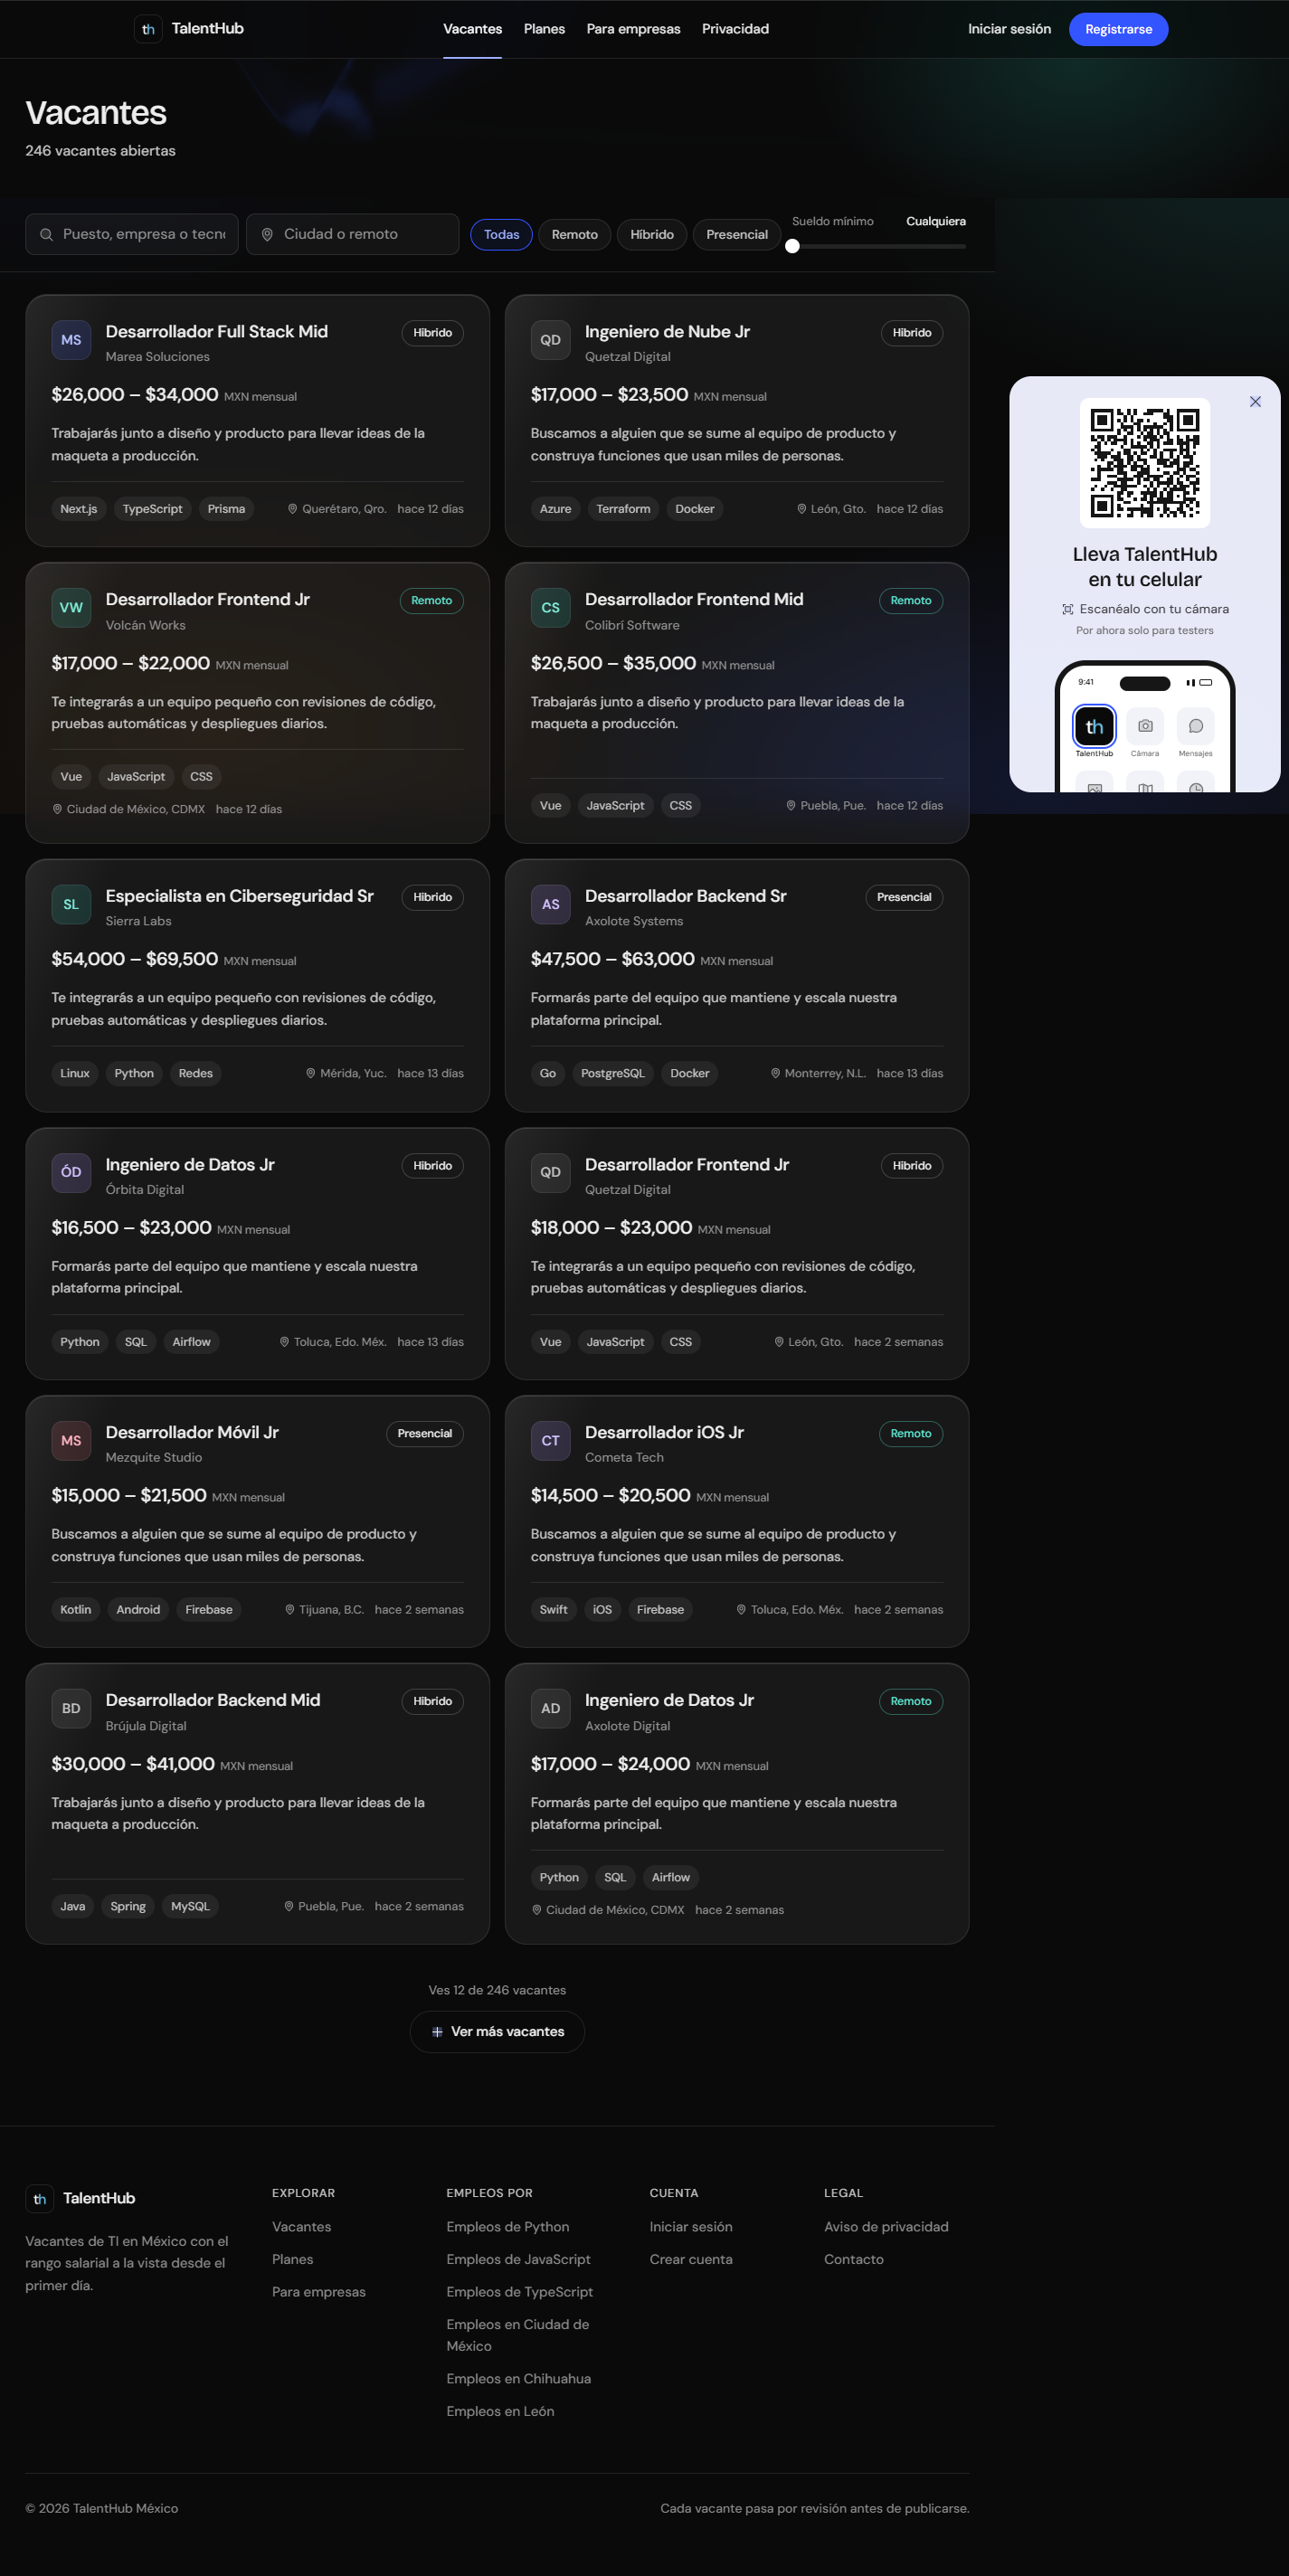 th TalentHub
Vacantes Planes Para empresas Privacidad
Iniciar sesión Registrarse
Vacantes
246 vacantes abiertas
Puesto, empresa o tecno
Ciudad o remoto
Todas Remoto Híbrido Presencial
Sueldo mínimo Cualquiera
MS Desarrollador Full Stack Mid Híbrido
Marea Soluciones
$26,000 – $34,000 MXN mensual
Trabajarás junto a diseño y producto para llevar ideas de la
maqueta a producción.
Next.js TypeScript Prisma Querétaro, Qro. hace 12 días
QD Ingeniero de Nube Jr Híbrido
Quetzal Digital
$17,000 – $23,500 MXN mensual
Buscamos a alguien que se sume al equipo de producto y
construya funciones que usan miles de personas.
Azure Terraform Docker León, Gto. hace 12 días
VW Desarrollador Frontend Jr Remoto
Volcán Works
$17,000 – $22,000 MXN mensual
Te integrarás a un equipo pequeño con revisiones de código,
pruebas automáticas y despliegues diarios.
Vue JavaScript CSS
Ciudad de México, CDMX hace 12 días
CS Desarrollador Frontend Mid Remoto
Colibrí Software
$26,500 – $35,000 MXN mensual
Trabajarás junto a diseño y producto para llevar ideas de la
maqueta a producción.
Vue JavaScript CSS Puebla, Pue. hace 12 días
SL Especialista en Ciberseguridad Sr Híbrido
Sierra Labs
$54,000 – $69,500 MXN mensual
Te integrarás a un equipo pequeño con revisiones de código,
pruebas automáticas y despliegues diarios.
Linux Python Redes Mérida, Yuc. hace 13 días
AS Desarrollador Backend Sr Presencial
Axolote Systems
$47,500 – $63,000 MXN mensual
Formarás parte del equipo que mantiene y escala nuestra
plataforma principal.
Go PostgreSQL Docker Monterrey, N.L. hace 13 días
ÓD Ingeniero de Datos Jr Híbrido
Órbita Digital
$16,500 – $23,000 MXN mensual
Formarás parte del equipo que mantiene y escala nuestra
plataforma principal.
Python SQL Airflow Toluca, Edo. Méx. hace 13 días
QD Desarrollador Frontend Jr Híbrido
Quetzal Digital
$18,000 – $23,000 MXN mensual
Te integrarás a un equipo pequeño con revisiones de código,
pruebas automáticas y despliegues diarios.
Vue JavaScript CSS León, Gto. hace 2 semanas
MS Desarrollador Móvil Jr Presencial
Mezquite Studio
$15,000 – $21,500 MXN mensual
Buscamos a alguien que se sume al equipo de producto y
construya funciones que usan miles de personas.
Kotlin Android Firebase Tijuana, B.C. hace 2 semanas
CT Desarrollador iOS Jr Remoto
Cometa Tech
$14,500 – $20,500 MXN mensual
Buscamos a alguien que se sume al equipo de producto y
construya funciones que usan miles de personas.
Swift iOS Firebase Toluca, Edo. Méx. hace 2 semanas
BD Desarrollador Backend Mid Híbrido
Brújula Digital
$30,000 – $41,000 MXN mensual
Trabajarás junto a diseño y producto para llevar ideas de la
maqueta a producción.
Java Spring MySQL Puebla, Pue. hace 2 semanas
AD Ingeniero de Datos Jr Remoto
Axolote Digital
$17,000 – $24,000 MXN mensual
Formarás parte del equipo que mantiene y escala nuestra
plataforma principal.
Python SQL Airflow
Ciudad de México, CDMX hace 2 semanas
Lleva TalentHub
en tu celular
Escanéalo con tu cámara
Por ahora solo para testers
9:41
th
TalentHub Cámara Mensajes
Ves 12 de 246 vacantes
Ver más vacantes
th TalentHub
Vacantes de TI en México con el
rango salarial a la vista desde el
primer día.
EXPLORAR
Vacantes
Planes
Para empresas
EMPLEOS POR
Empleos de Python
Empleos de JavaScript
Empleos de TypeScript
Empleos en Ciudad de
México
Empleos en Chihuahua
Empleos en León
CUENTA
Iniciar sesión
Crear cuenta
LEGAL
Aviso de privacidad
Contacto
© 2026 TalentHub México
Cada vacante pasa por revisión antes de publicarse.